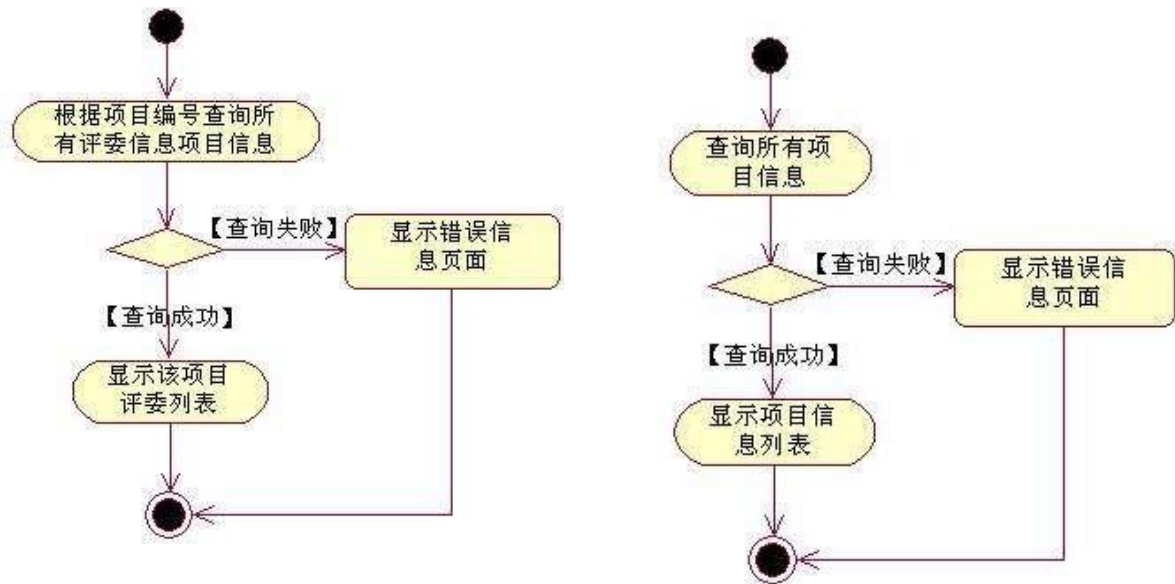 根据项目编号查询所
有评委信息项目信息
【查询失败】
显示错误信
息页面
【查询成功】
显示该项目
评委列表
查询所有项
目信息
【查询失败】
显示错误信
息页面
【查询成功】
显示项目信
息列表